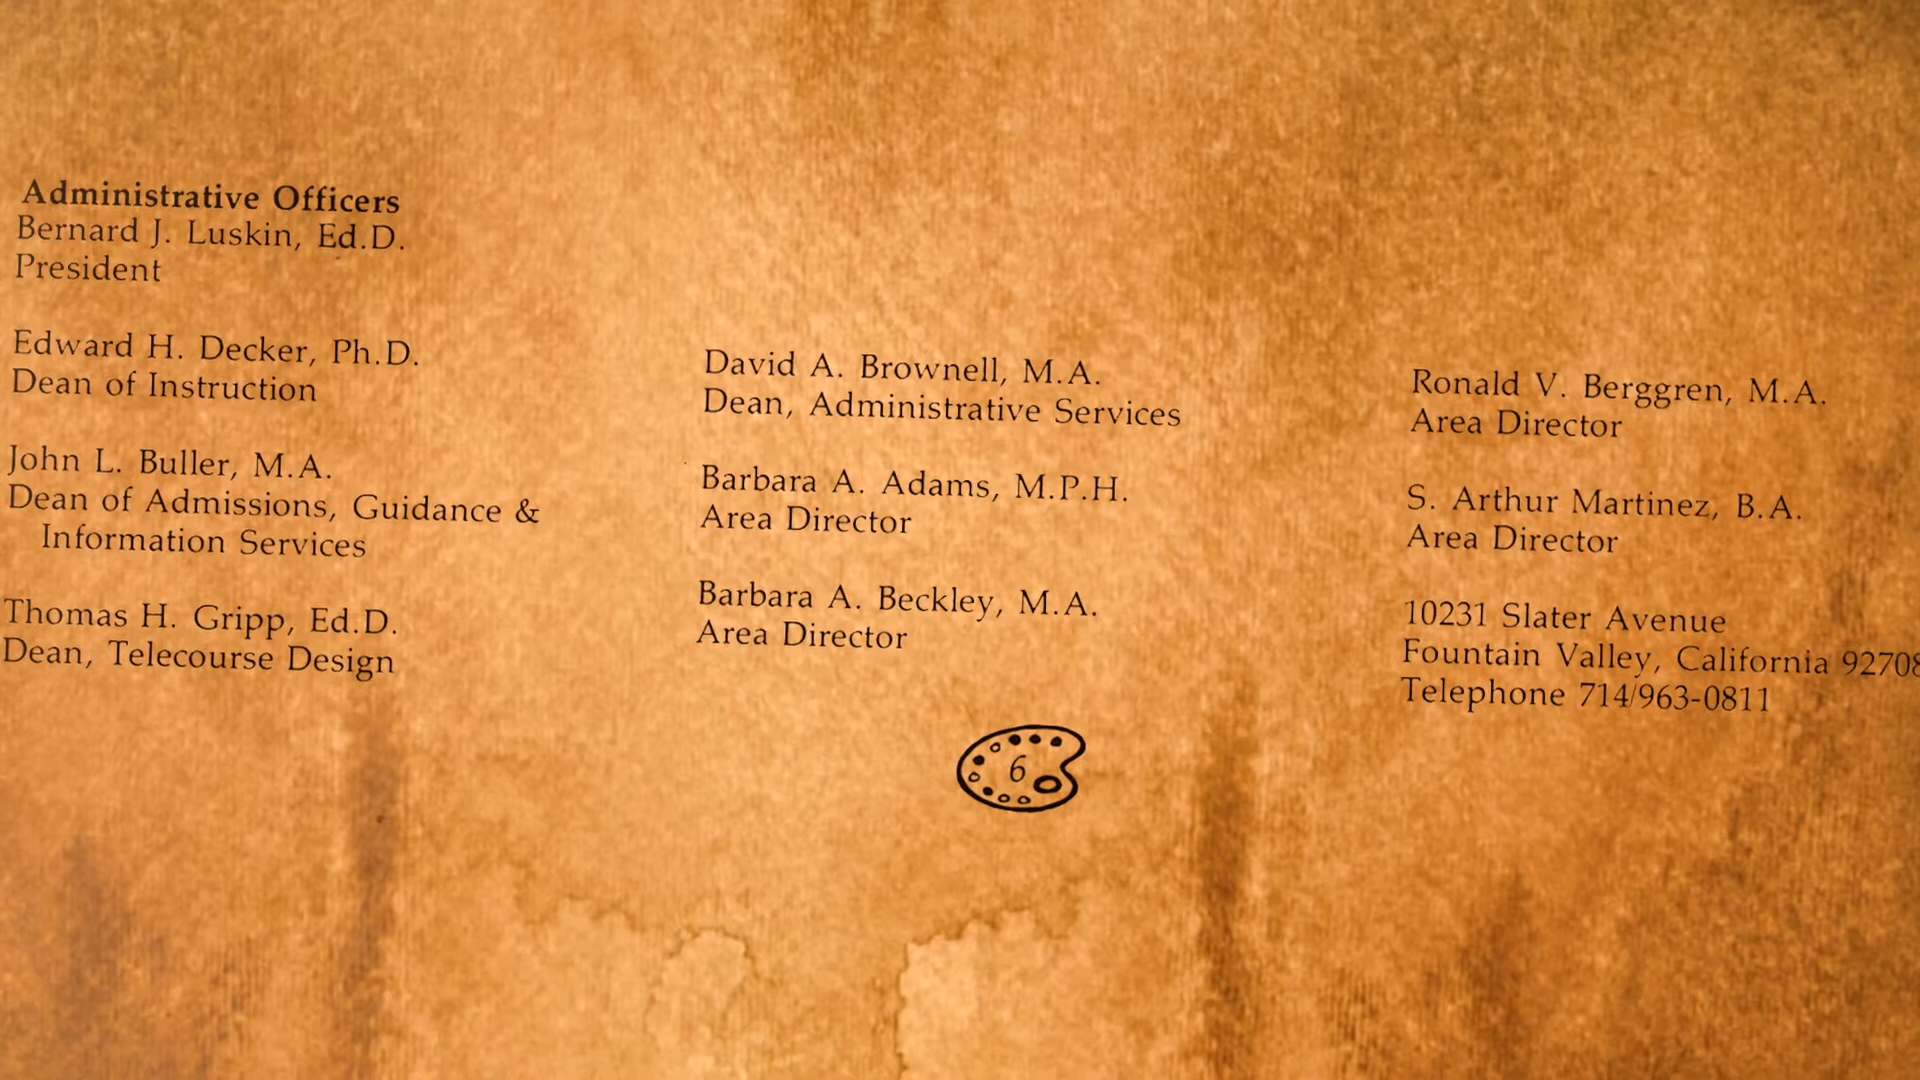 Administrative Officers
Bernard J. Luskin, Ed.D.
President
Edward H. Decker, Ph.D.
Dean of Instruction
John L. Buller, M.A.
Dean of Admissions, Guidance &
Information Services
Thomas H. Gripp, Ed.D.
Dean, Telecourse Design
David A. Brownell, M.A.
Dean, Administrative Services
Barbara A. Adams, M.P.H.
Area Director
Barbara A. Beckley, M.A.
Area Director
Ronald V. Berggren, M.A.
Area Director
S. Arthur Martinez, B.A.
Area Director
10231 Slater Avenue
Fountain Valley, California 92708
Telephone 714/963-0811
6